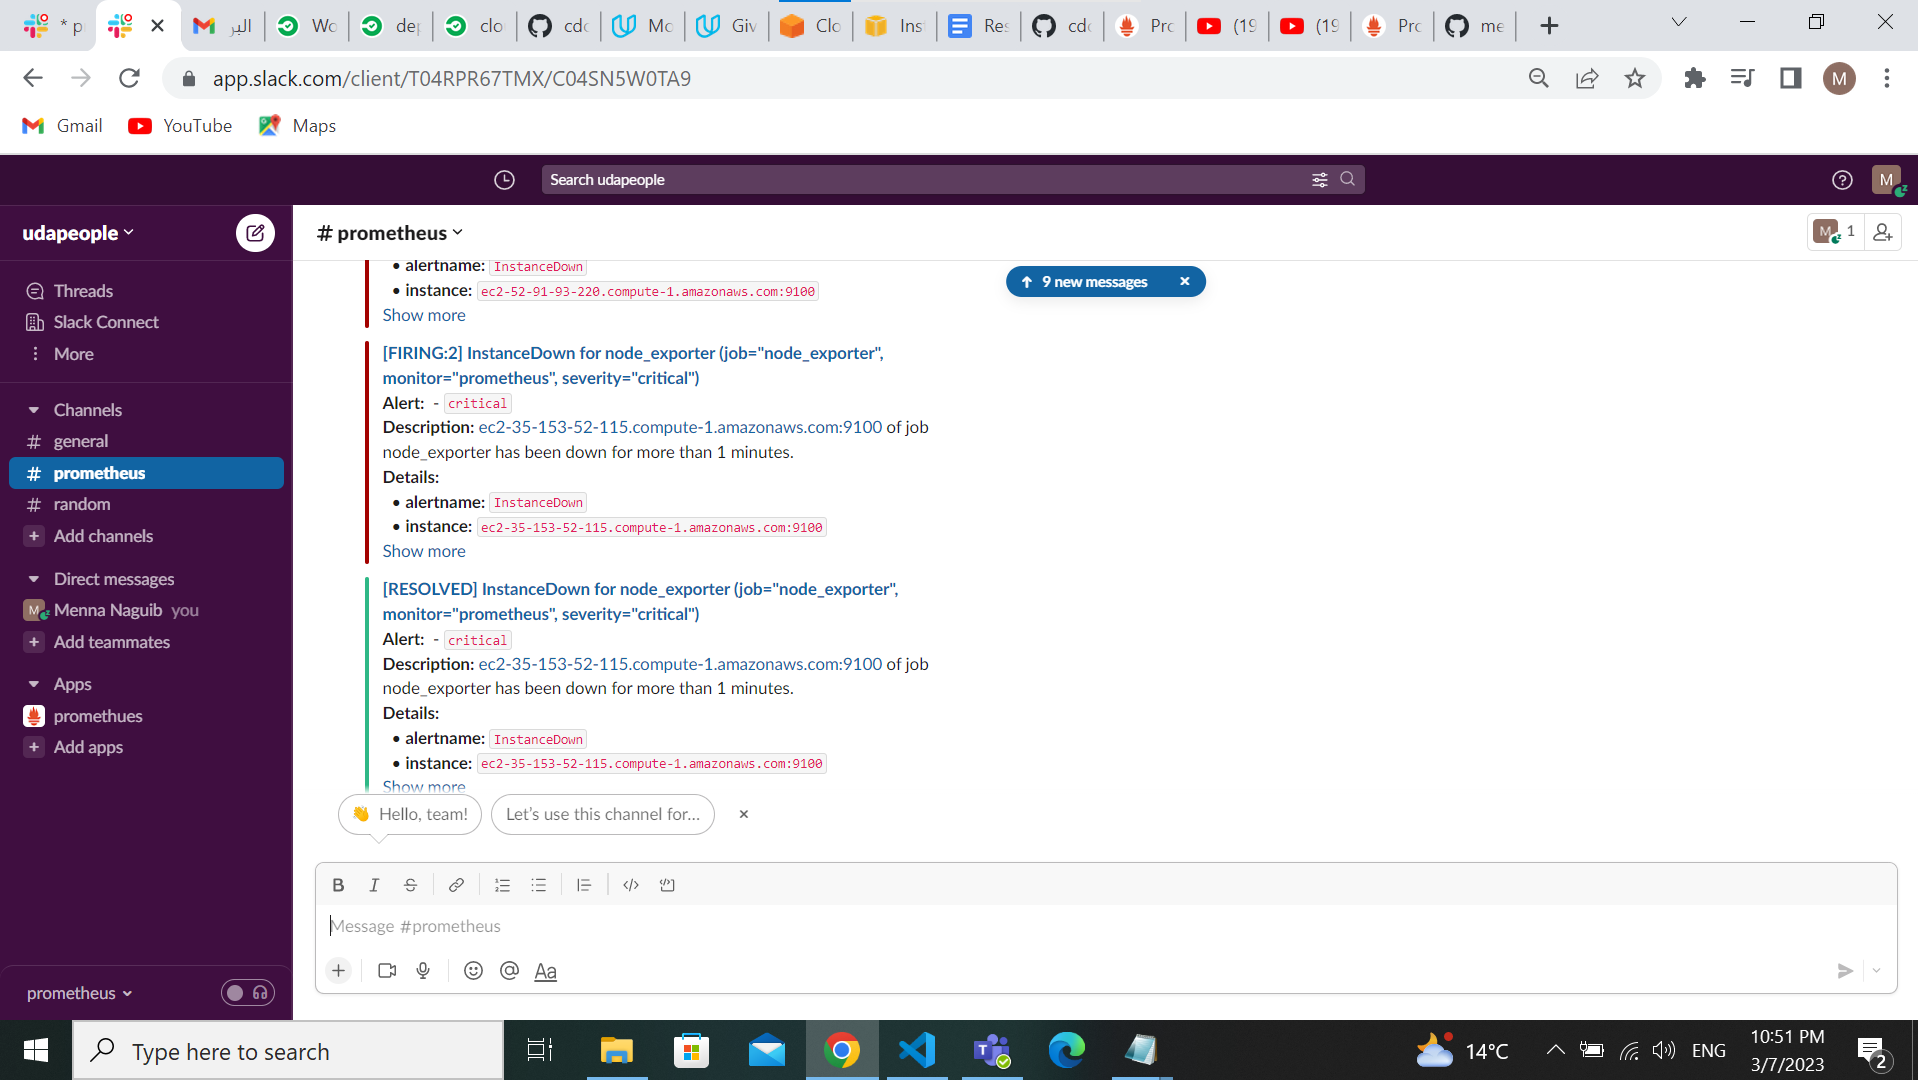 * p
البر
Wo
dep
clou
cdc
Mo
Giv
Clo
Inst
Res
cdc
Pro
(19
(19
Pro
me
app.slack.com/client/T04RPR67TMX/C04SN5W0TA9
M
Gmail
YouTube
Maps
Search udapeople
M
udapeople
# prometheus
M 1
Threads
Slack Connect
More
Channels
# general
# prometheus
# random
+ Add channels
Direct messages
M Menna Naguib you
+ Add teammates
Apps
promethues
+ Add apps
prometheus
9 new messages
• alertname: InstanceDown
• instance: ec2-52-91-93-220.compute-1.amazonaws.com:9100
Show more
[FIRING:2] InstanceDown for node_exporter (job="node_exporter",
monitor="prometheus", severity="critical")
Alert: - critical
Description: ec2-35-153-52-115.compute-1.amazonaws.com:9100 of job
node_exporter has been down for more than 1 minutes.
Details:
• alertname: InstanceDown
• instance: ec2-35-153-52-115.compute-1.amazonaws.com:9100
Show more
[RESOLVED] InstanceDown for node_exporter (job="node_exporter",
monitor="prometheus", severity="critical")
Alert: - critical
Description: ec2-35-153-52-115.compute-1.amazonaws.com:9100 of job
node_exporter has been down for more than 1 minutes.
Details:
• alertname: InstanceDown
• instance: ec2-35-153-52-115.compute-1.amazonaws.com:9100
Show more
👋 Hello, team!
Let's use this channel for...
B I S
Message #prometheus
Aa
Type here to search
14°C
ENG
10:51 PM
3/7/2023
2